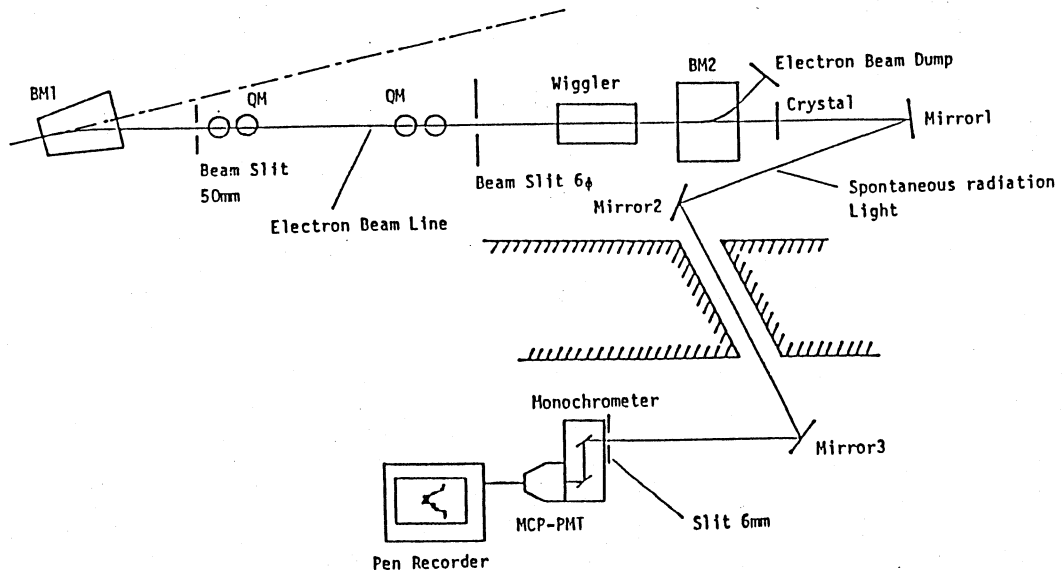 BM1
QM
QM
Beam Slit
50mm
Electron Beam Line
Beam Slit 6ϕ
Wiggler
BM2
Electron Beam Dump
Crystal
Mirror1
Mirror2
Spontaneous radiation
Light
Monochrometer
Mirror3
MCP-PMT
Slit 6mm
Pen Recorder